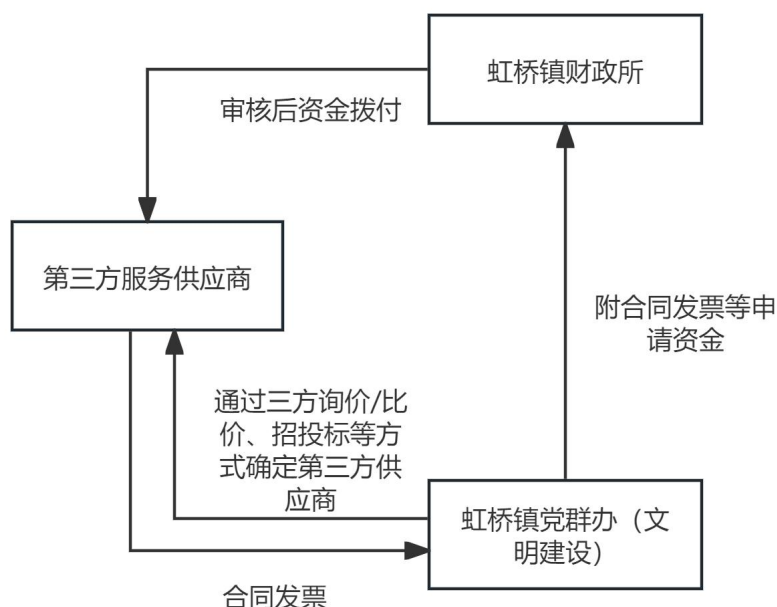 虹桥镇财政所
审核后资金拨付
第三方服务供应商
附合同发票等申
请资金
通过三方询价/比
价、招投标等方
式确定第三方供
应商
虹桥镇党群办（文
明建设）
合同发票